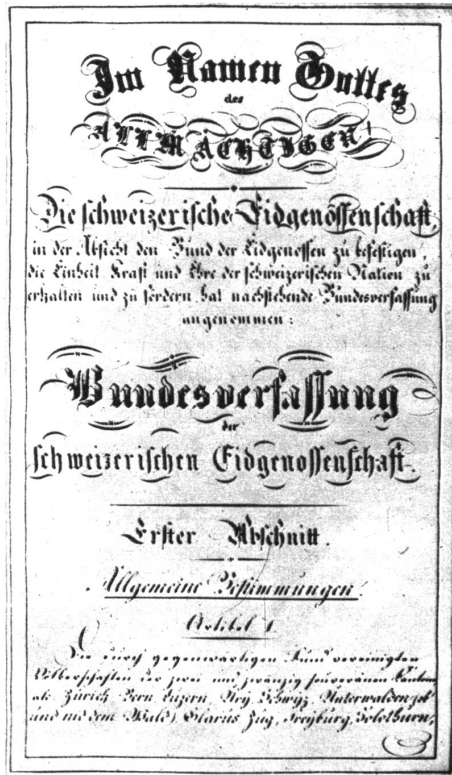 Im Namen Gottes
des
ALLMÄCHTIGEN!
Die schweizerische Eidgenossenschaft,
in der Absicht den Bund der Eidgenossen zu befestigen,
die Einheit Kraft und Ehre der schweizerischen Nation zu
erhalten und zu fördern, hat nachstehende Bundesverfassung
angenommen:
Bundesverfassung
der
schweizerischen Eidgenossenschaft.
Erster Abschnitt.
Allgemeine Bestimmungen.
Artikel 1
Die durch gegenwärtigen Bund vereinigten
Völkerschaften der zwei und zwanzig souveränen Kantone
als Zürich Bern Luzern Ury Schwyz Unterwalden (ob
und nid dem Wald) Glarus Zug, Freyburg, Solothurn,